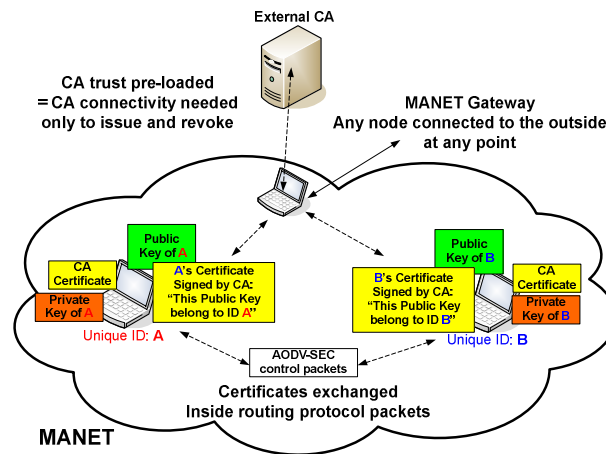 External CA
CA trust pre-loaded
= CA connectivity needed
only to issue and revoke
MANET Gateway
Any node connected to the outside
at any point
Public
Key of A
CA
Certificate
Private
Key of A
A's Certificate
Signed by CA:
“This Public Key
belong to ID A”
Unique ID: A
Public
Key of B
B's Certificate
Signed by CA:
“This Public Key
belong to ID B”
CA
Certificate
Private
Key of B
Unique ID: B
AODV-SEC
control packets
Certificates exchanged
Inside routing protocol packets
MANET